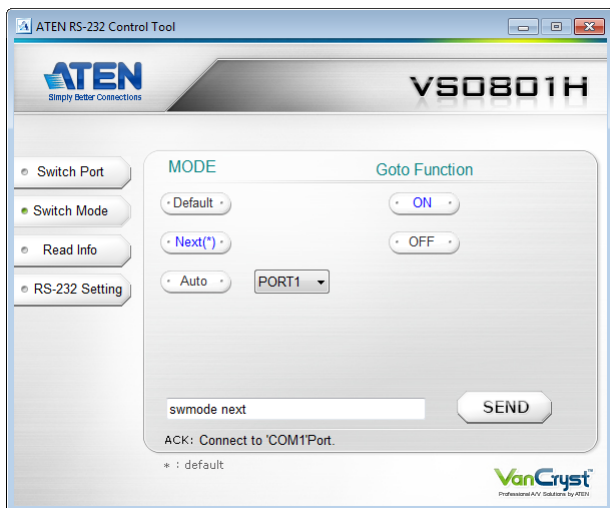 ATEN RS-232 Control Tool
ATEN
Simply Better Connections
VS0801H
Switch Port
Switch Mode
Read Info
RS-232 Setting
MODE
Goto Function
Default
ON
Next(*)
OFF
Auto
PORT1
swmode next
SEND
ACK: Connect to 'COM1'Port.
* : default
VanCryst
Professional A/V Solutions by ATEN